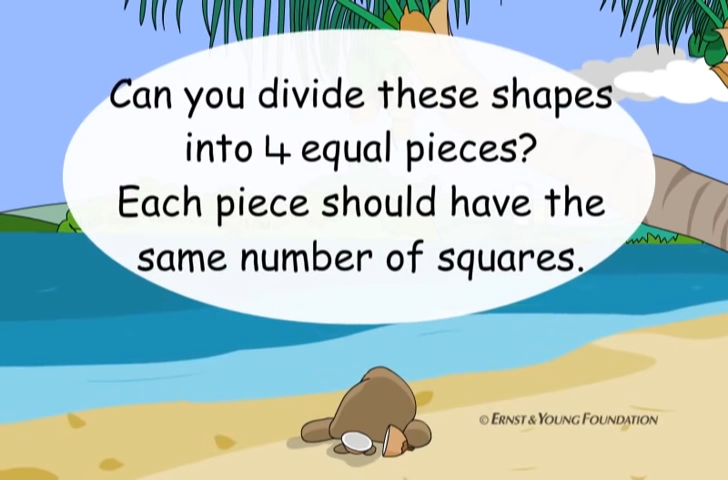 Can you divide these shapes
into 4 equal pieces?
Each piece should have the
same number of squares.
© ERNST & YOUNG FOUNDATION